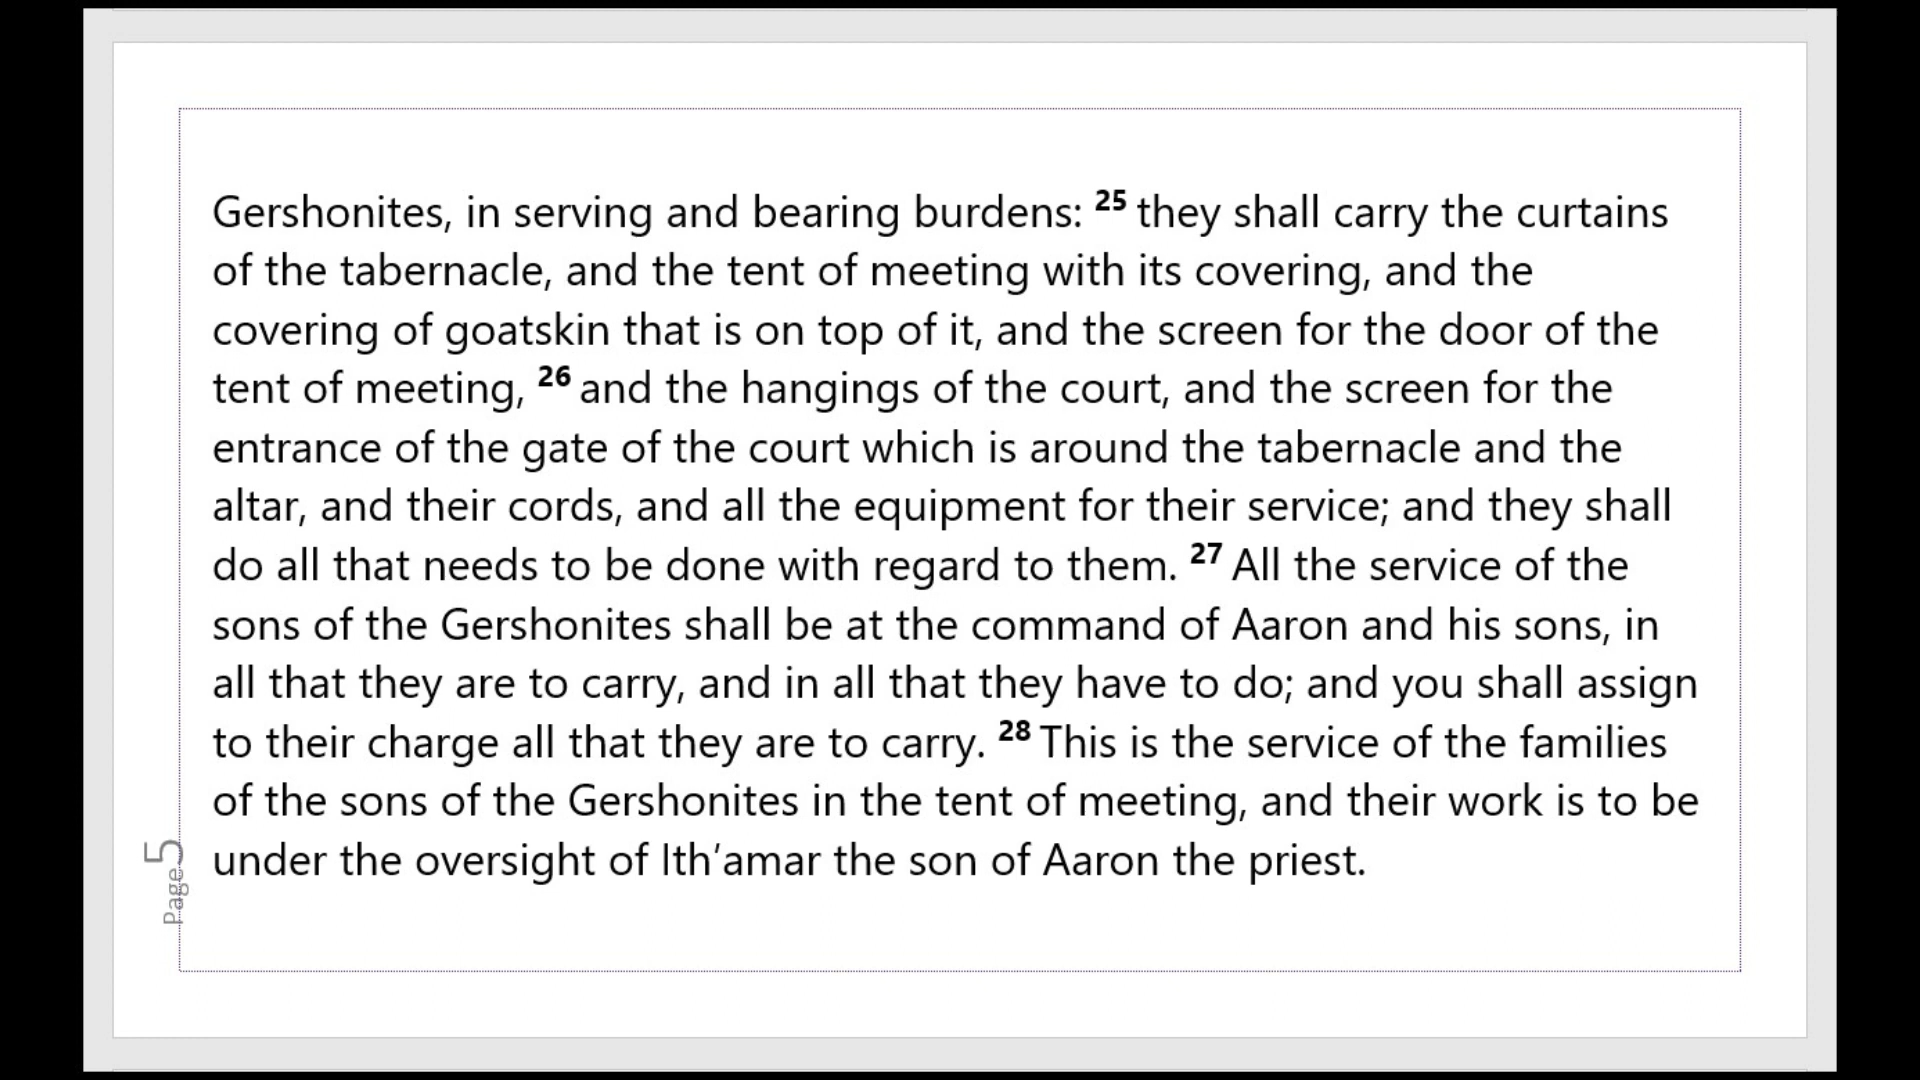 Gershonites, in serving and bearing burdens: 25 they shall carry the curtains
of the tabernacle, and the tent of meeting with its covering, and the
covering of goatskin that is on top of it, and the screen for the door of the
tent of meeting, 26 and the hangings of the court, and the screen for the
entrance of the gate of the court which is around the tabernacle and the
altar, and their cords, and all the equipment for their service; and they shall
do all that needs to be done with regard to them. 27 All the service of the
sons of the Gershonites shall be at the command of Aaron and his sons, in
all that they are to carry, and in all that they have to do; and you shall assign
to their charge all that they are to carry. 28 This is the service of the families
of the sons of the Gershonites in the tent of meeting, and their work is to be
under the oversight of Ith’amar the son of Aaron the priest.
Page 5